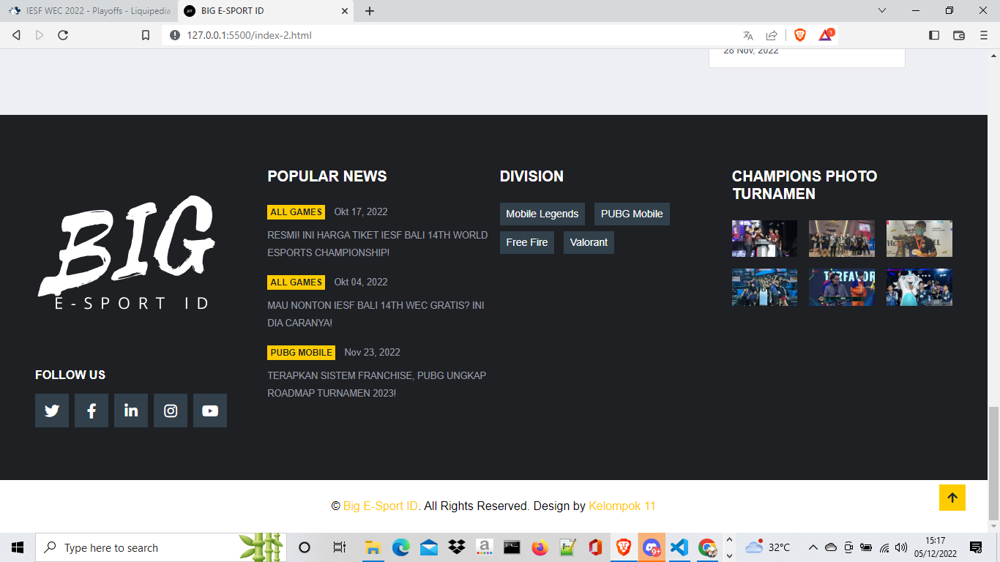 IESF WEC 2022 - Playoffs - Liquipedia
BIG E-SPORT ID
127.0.0.1:5500/index-2.html
1
28 Nov, 2022
BIG
E-SPORT ID
FOLLOW US
POPULAR NEWS
ALL GAMES Okt 17, 2022
RESMI! INI HARGA TIKET IESF BALI 14TH WORLD
ESPORTS CHAMPIONSHIP!
ALL GAMES Okt 04, 2022
MAU NONTON IESF BALI 14TH WEC GRATIS? INI
DIA CARANYA!
PUBG MOBILE Nov 23, 2022
TERAPKAN SISTEM FRANCHISE, PUBG UNGKAP
ROADMAP TURNAMEN 2023!
DIVISION
Mobile Legends PUBG Mobile
Free Fire Valorant
CHAMPIONS PHOTO
TURNAMEN
© Big E-Sport ID. All Rights Reserved. Design by Kelompok 11
Type here to search
9+
32°C
15:17
05/12/2022